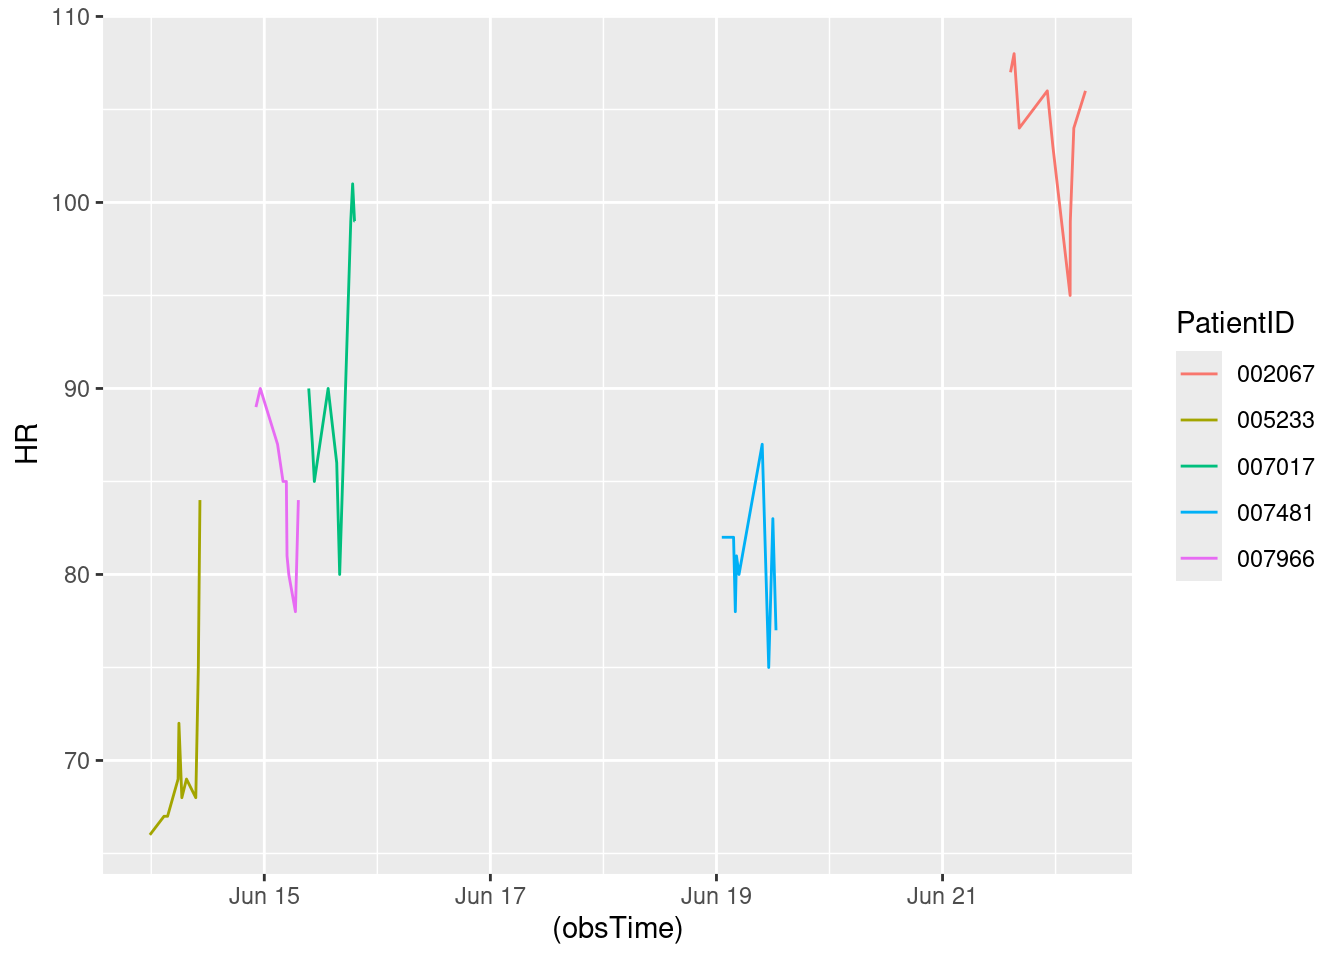 110
100
90
80
70
HR
Jun 15
Jun 17
Jun 19
Jun 21
(obsTime)
PatientID
002067
005233
007017
007481
007966